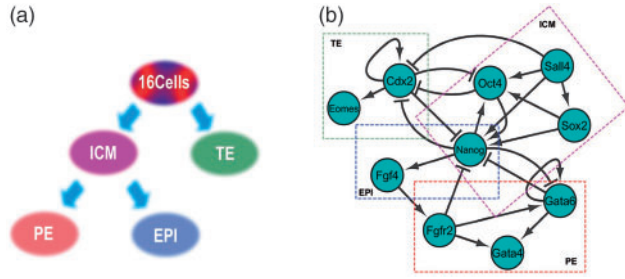 (a)
16Cells
ICM
TE
PE
EPI
(b)
TE
ICM
Cdx2
Oct4
Sall4
Eomes
Sox2
Nanog
Fgf4
EPI
Gata6
Fgfr2
Gata4
PE